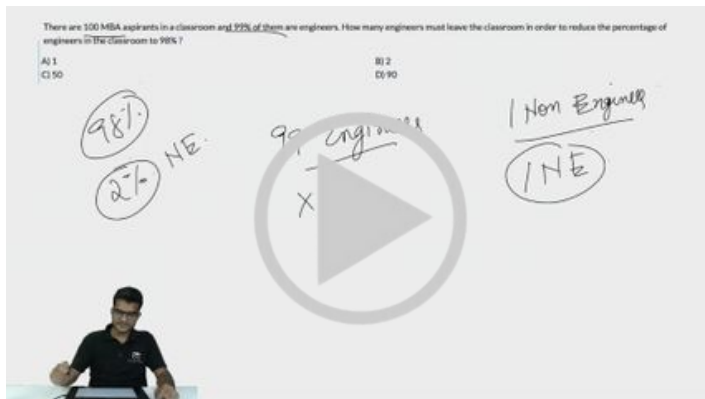 There are 100 MBA aspirants in a classroom and 99% of them are engineers. How many engineers must leave the classroom in order to reduce the percentage of
engineers in the classroom to 98% ?
A) 1
B) 2
C) 50
D) 90
98%
2% NE.
99 Engineers
X
1 Non Engineer
1 NE